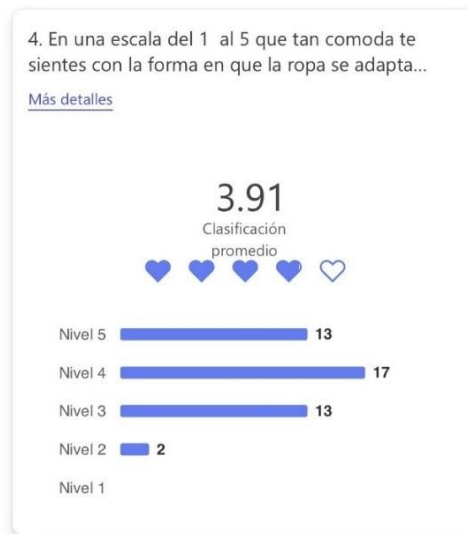 4. En una escala del 1  al 5 que tan comoda te
sientes con la forma en que la ropa se adapta...
Más detalles
3.91
Clasificación
promedio
Nivel 5 13
Nivel 4 17
Nivel 3 13
Nivel 2 2
Nivel 1